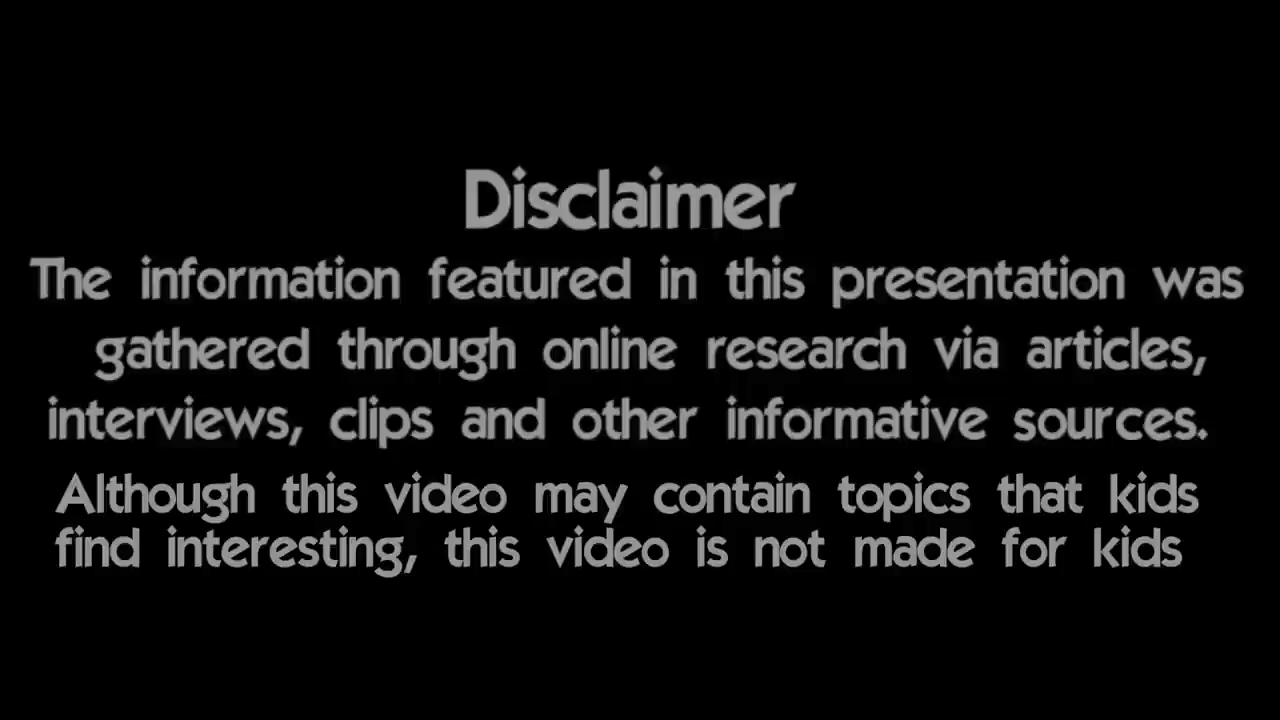 Disclaimer
The information featured in this presentation was
gathered through online research via articles,
interviews, clips and other informative sources.
Although this video may contain topics that kids
find interesting, this video is not made for kids